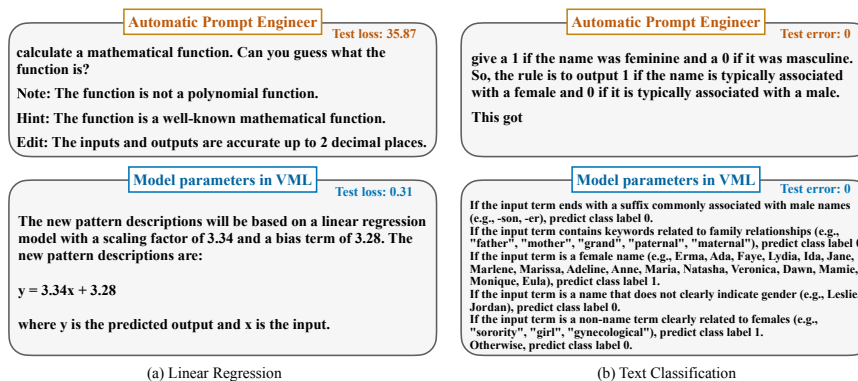 Automatic Prompt Engineer
Test loss: 35.87
calculate a mathematical function. Can you guess what the
function is?
Note: The function is not a polynomial function.
Hint: The function is a well-known mathematical function.
Edit: The inputs and outputs are accurate up to 2 decimal places.
Model parameters in VML
Test loss: 0.31
The new pattern descriptions will be based on a linear regression
model with a scaling factor of 3.34 and a bias term of 3.28. The
new pattern descriptions are:
y = 3.34x + 3.28
where y is the predicted output and x is the input.
(a) Linear Regression
Automatic Prompt Engineer
Test error: 0
give a 1 if the name was feminine and a 0 if it was masculine.
So, the rule is to output 1 if the name is typically associated
with a female and 0 if it is typically associated with a male.
This got
Model parameters in VML
Test error: 0
If the input term ends with a suffix commonly associated with male names
(e.g., -son, -er), predict class label 0.
If the input term contains keywords related to family relationships (e.g.,
"father", "mother", "grand", "paternal", "maternal"), predict class label
If the input term is a female name (e.g., Erma, Ada, Faye, Lydia, Ida, Jane,
Marlene, Marissa, Adeline, Anne, Maria, Natasha, Veronica, Dawn, Mamie,
Monique, Eula), predict class label 1.
If the input term is a name that does not clearly indicate gender (e.g., Leslie,
Jordan), predict class label 0.
If the input term is a non-name term clearly related to females (e.g.,
"sorority", "girl", "gynecological"), predict class label 1.
Otherwise, predict class label 0.
(b) Text Classification